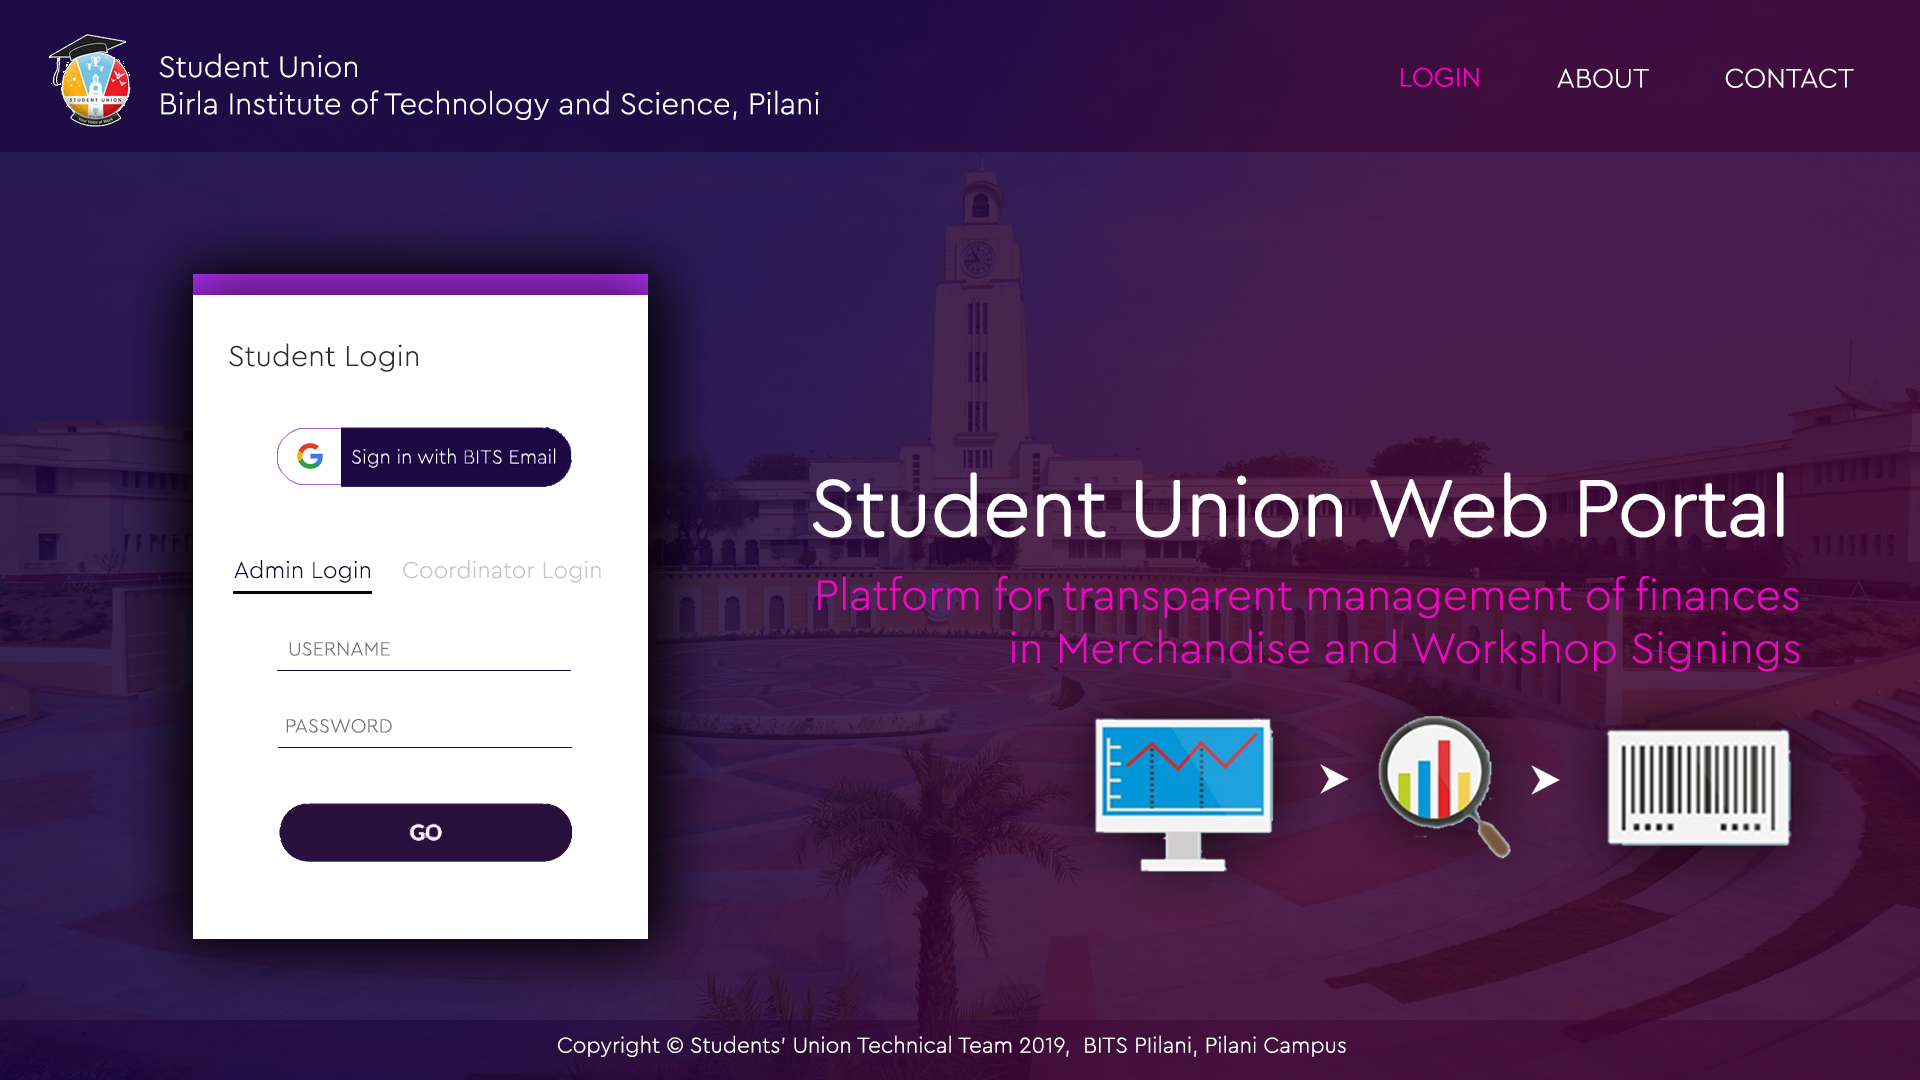 Student Union
Birla Institute of Technology and Science, Pilani
LOGIN
ABOUT
CONTACT
STUDENT UNION
Student Login
G
Sign in with BITS Email
Admin Login
Coordinator Login
USERNAME
PASSWORD
GO
Student Union Web Portal
Platform for transparent management of finances
in Merchandise and Workshop Signings
Copyright © Students’ Union Technical Team 2019, BITS PIilani, Pilani Campus